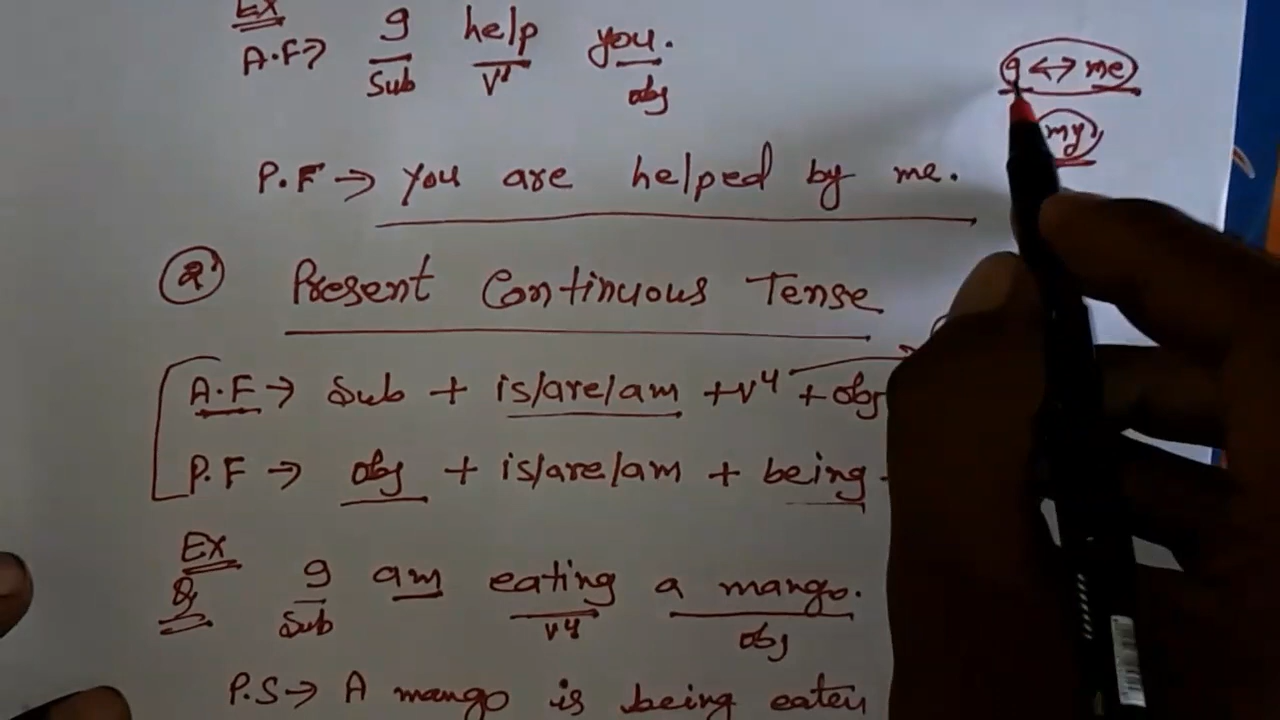 Ex
A.F→ I help you.
Sub V¹ obj
I ↔ me
my
P.F → you are helped by me.
2 Present Continuous Tense
A.F → Sub + is/are/am + v4 + obj
P.F → obj + is/are/am + being
Ex
I am eating a mango.
Sub v4 obj
P.S → A mango is being eaten